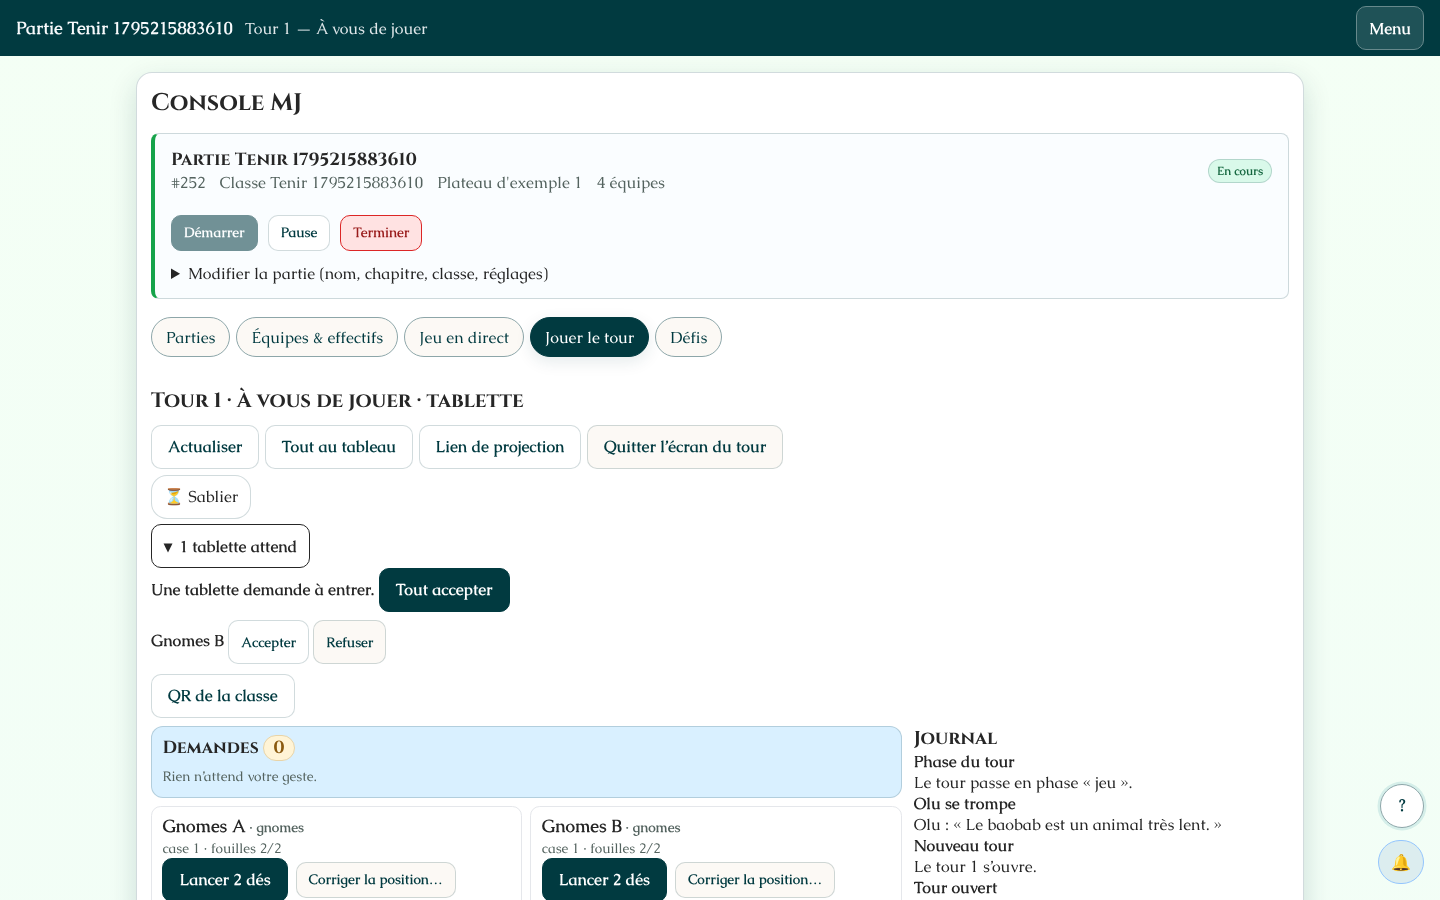 Partie Tenir 1795215883610 Tour 1 — À vous de jouer Menu
Console MJ
Partie Tenir 1795215883610
#252 Classe Tenir 1795215883610 Plateau d'exemple 1 4 équipes
En cours
Démarrer Pause Terminer
▶ Modifier la partie (nom, chapitre, classe, réglages)
Parties Équipes & effectifs Jeu en direct Jouer le tour Défis
Tour 1 · À vous de jouer · tablette
Actualiser Tout au tableau Lien de projection Quitter l’écran du tour
⏳ Sablier
▼ 1 tablette attend
Une tablette demande à entrer. Tout accepter
Gnomes B Accepter Refuser
QR de la classe
Demandes 0
Rien n’attend votre geste.
Gnomes A · gnomes
case 1 · fouilles 2/2
Lancer 2 dés Corriger la position…
Gnomes B · gnomes
case 1 · fouilles 2/2
Lancer 2 dés Corriger la position…
Journal
Phase du tour
Le tour passe en phase « jeu ».
Olu se trompe
Olu : « Le baobab est un animal très lent. »
Nouveau tour
Le tour 1 s’ouvre.
Tour ouvert
?
🔔